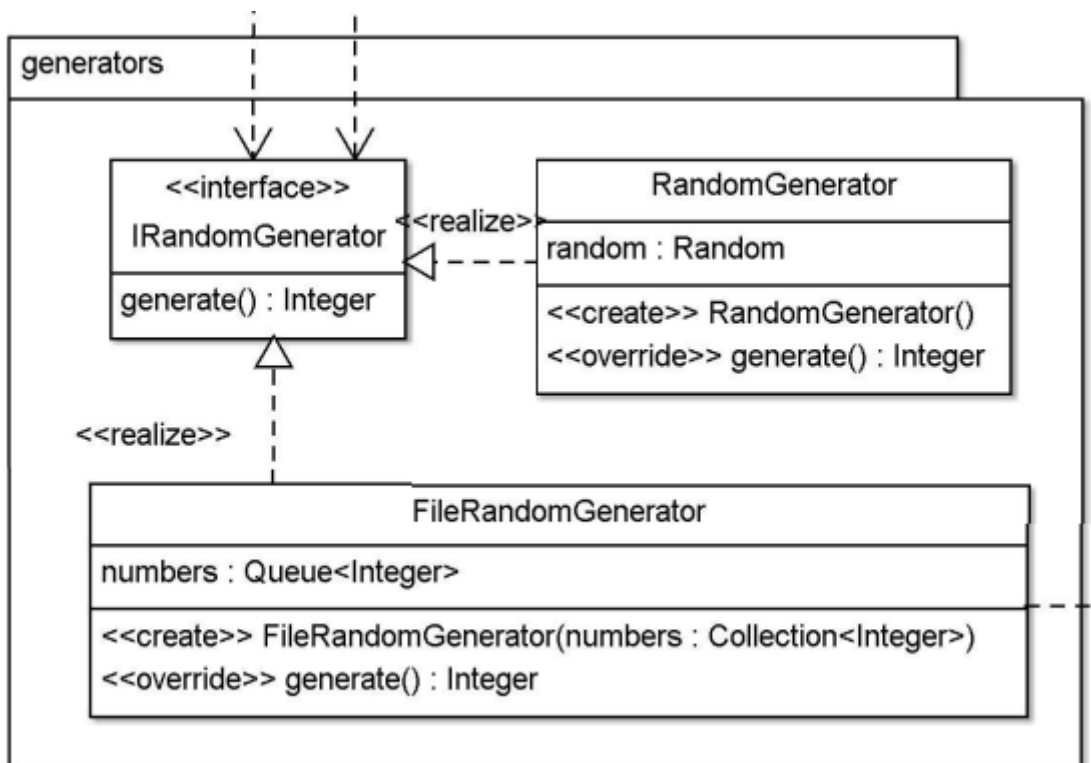 generators
<<interface>>
IRandomGenerator
generate() : Integer
<<realize>>
RandomGenerator
random : Random
<<create>> RandomGenerator()
<<override>> generate() : Integer
<<realize>>
FileRandomGenerator
numbers : Queue<Integer>
<<create>> FileRandomGenerator(numbers : Collection<Integer>)
<<override>> generate() : Integer